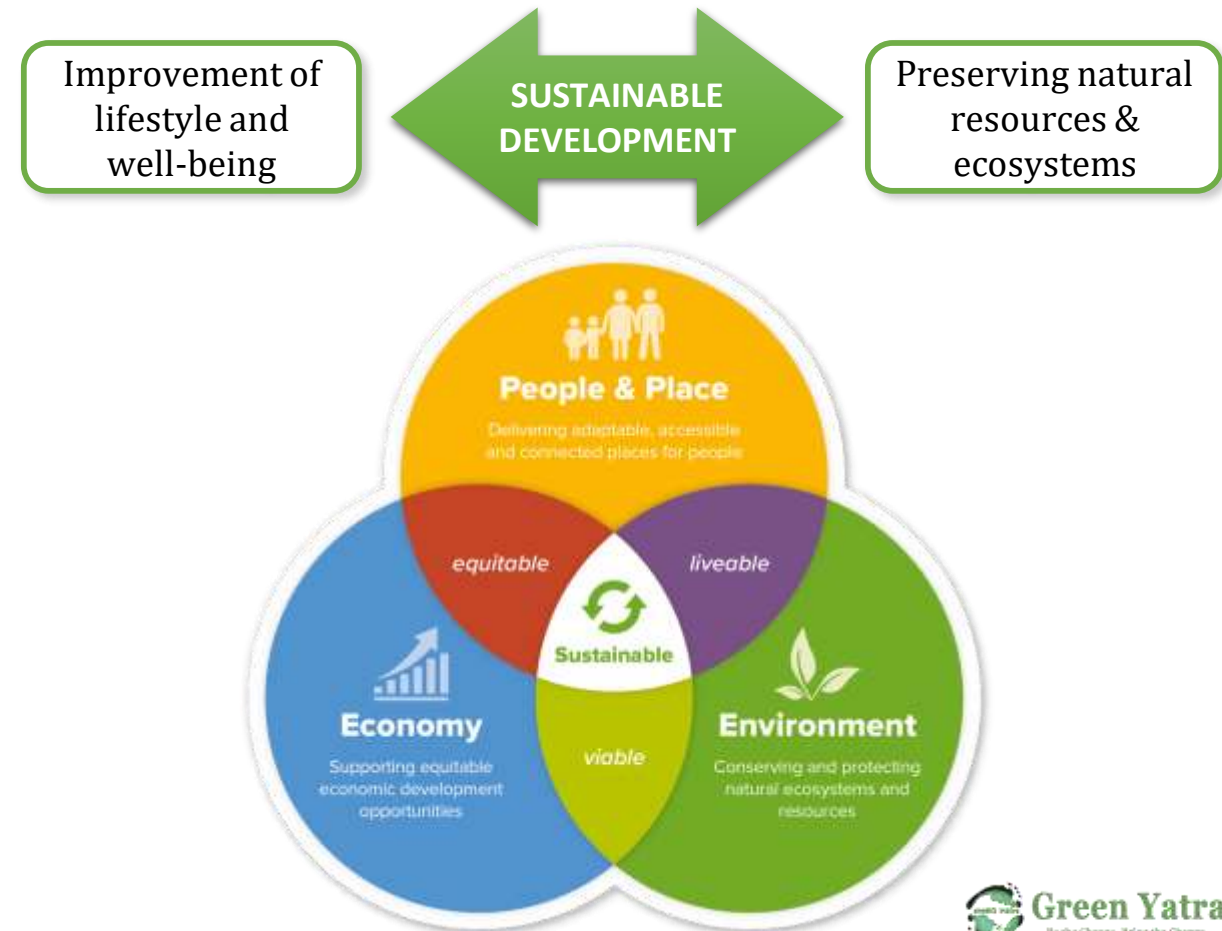 Improvement of
lifestyle and
well-being
SUSTAINABLE
DEVELOPMENT
Preserving natural
resources &
ecosystems
People & Place
Delivering adaptable, accessible
and connected places for people
equitable
liveable
Sustainable
Economy
Supporting equitable
economic development
opportunities
viable
Environment
Conserving and protecting
natural ecosystems and
resources
Green Yatra